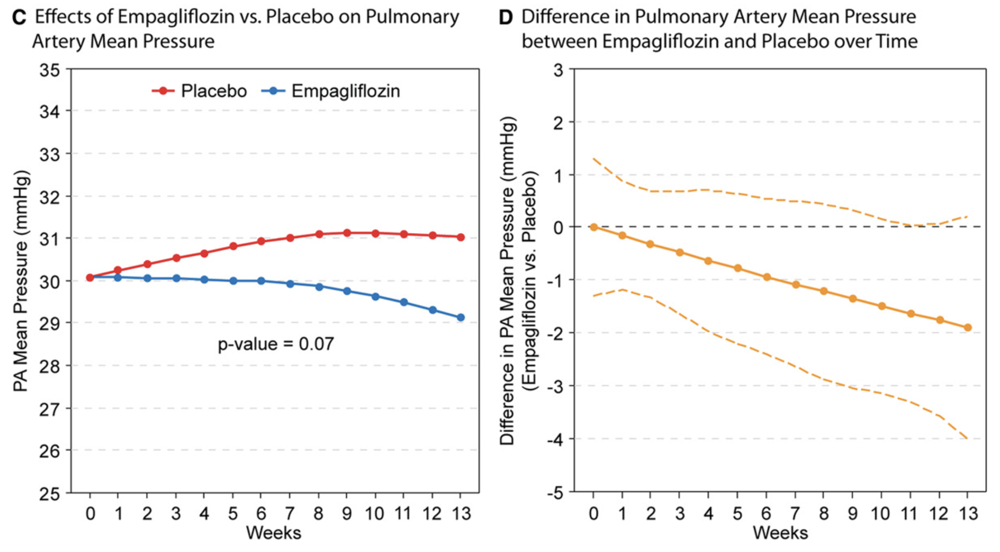 C Effects of Empagliflozin vs. Placebo on Pulmonary
Artery Mean Pressure
PA Mean Pressure (mmHg)
35
34
33
32
31
30
29
28
27
26
25
Placebo
Empagliflozin
p-value = 0.07
0 1 2 3 4 5 6 7 8 9 10 11 12 13
Weeks
D Difference in Pulmonary Artery Mean Pressure
between Empagliflozin and Placebo over Time
Difference in PA Mean Pressure (mmHg)
(Empagliflozin vs. Placebo)
3
2
1
0
-1
-2
-3
-4
-5
0 1 2 3 4 5 6 7 8 9 10 11 12 13
Weeks